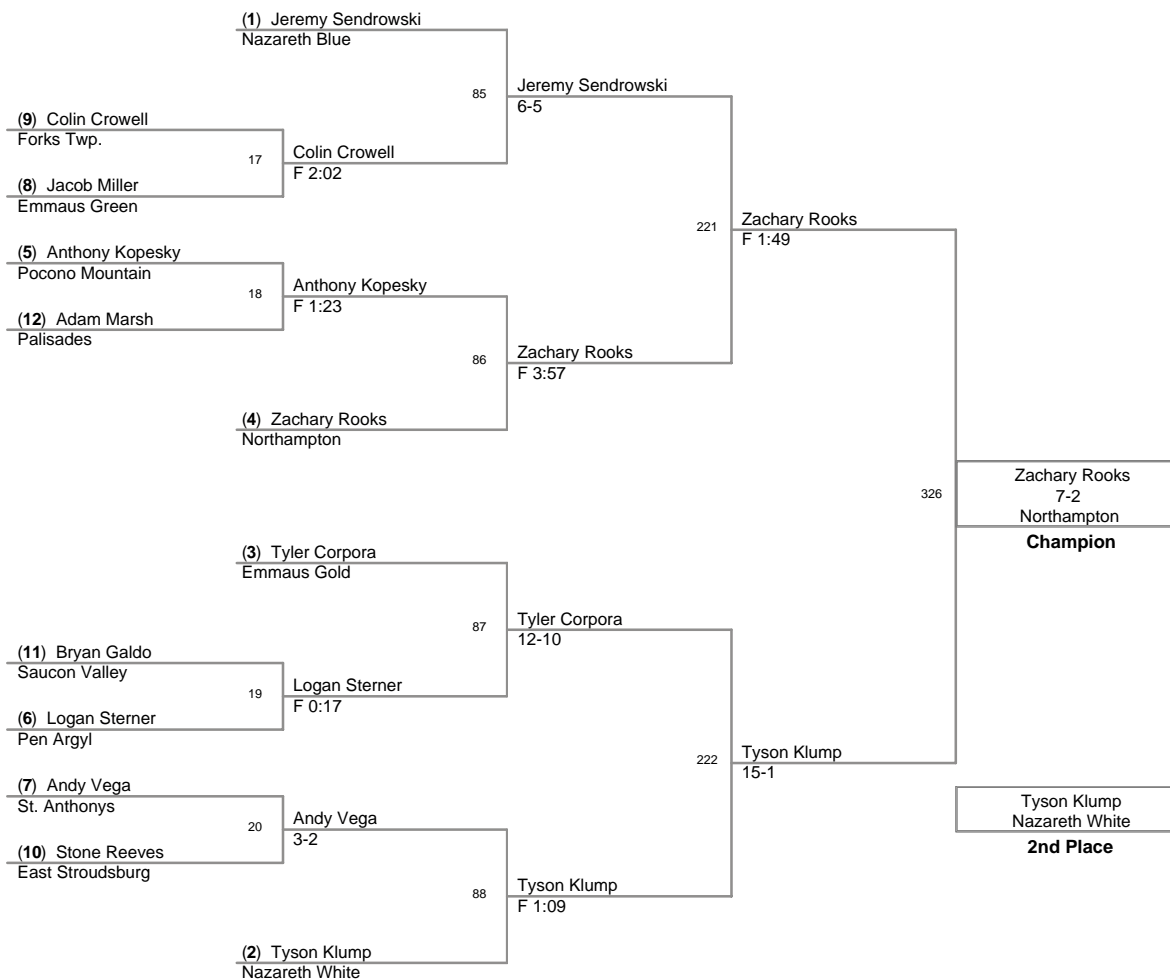 (1) Jeremy Sendrowski
Nazareth Blue
85
Jeremy Sendrowski
6-5
(9) Colin Crowell
Forks Twp.
17
Colin Crowell
F 2:02
(8) Jacob Miller
Emmaus Green
221
Zachary Rooks
F 1:49
(5) Anthony Kopesky
Pocono Mountain
18
Anthony Kopesky
F 1:23
(12) Adam Marsh
Palisades
86
Zachary Rooks
F 3:57
(4) Zachary Rooks
Northampton
326
Zachary Rooks
7-2
Northampton
Champion
(3) Tyler Corpora
Emmaus Gold
87
Tyler Corpora
12-10
(11) Bryan Galdo
Saucon Valley
19
Logan Sterner
F 0:17
(6) Logan Sterner
Pen Argyl
222
Tyson Klump
15-1
(7) Andy Vega
St. Anthonys
20
Andy Vega
3-2
(10) Stone Reeves
East Stroudsburg
88
Tyson Klump
F 1:09
(2) Tyson Klump
Nazareth White
Tyson Klump
Nazareth White
2nd Place